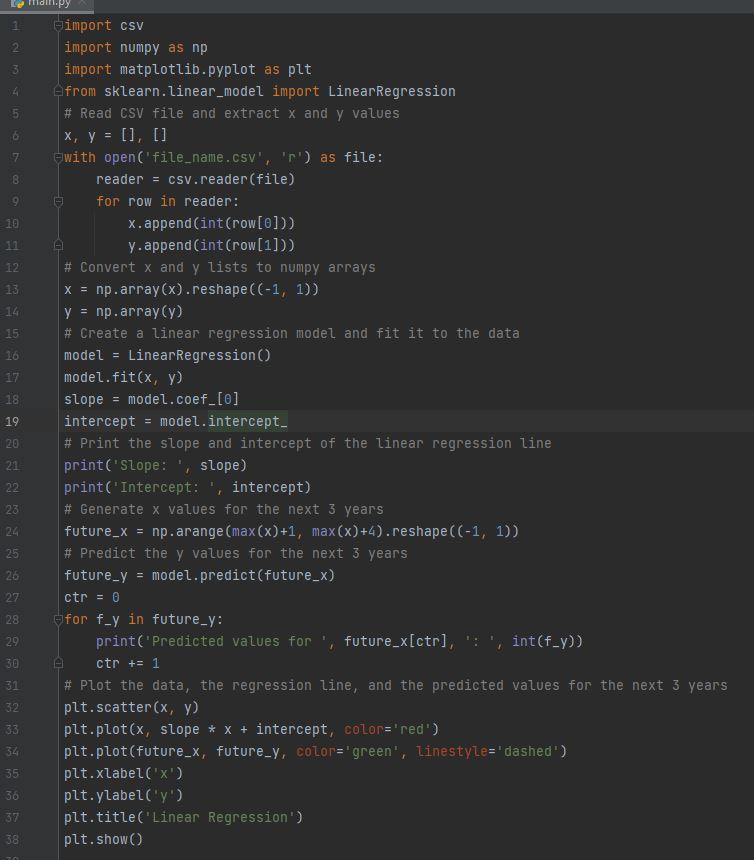 main.py
1 import csv
2 import numpy as np
3 import matplotlib.pyplot as plt
4 from sklearn.linear_model import LinearRegression
5 # Read CSV file and extract x and y values
6 x, y = [], []
7 with open('file_name.csv', 'r') as file:
8     reader = csv.reader(file)
9     for row in reader:
10         x.append(int(row[0]))
11         y.append(int(row[1]))
12 # Convert x and y lists to numpy arrays
13 x = np.array(x).reshape((-1, 1))
14 y = np.array(y)
15 # Create a linear regression model and fit it to the data
16 model = LinearRegression()
17 model.fit(x, y)
18 slope = model.coef_[0]
19 intercept = model.intercept_
20 # Print the slope and intercept of the linear regression line
21 print('Slope: ', slope)
22 print('Intercept: ', intercept)
23 # Generate x values for the next 3 years
24 future_x = np.arange(max(x)+1, max(x)+4).reshape((-1, 1))
25 # Predict the y values for the next 3 years
26 future_y = model.predict(future_x)
27 ctr = 0
28 for f_y in future_y:
29     print('Predicted values for ', future_x[ctr], ': ', int(f_y))
30     ctr += 1
31 # Plot the data, the regression line, and the predicted values for the next 3 years
32 plt.scatter(x, y)
33 plt.plot(x, slope * x + intercept, color='red')
34 plt.plot(future_x, future_y, color='green', linestyle='dashed')
35 plt.xlabel('x')
36 plt.ylabel('y')
37 plt.title('Linear Regression')
38 plt.show()